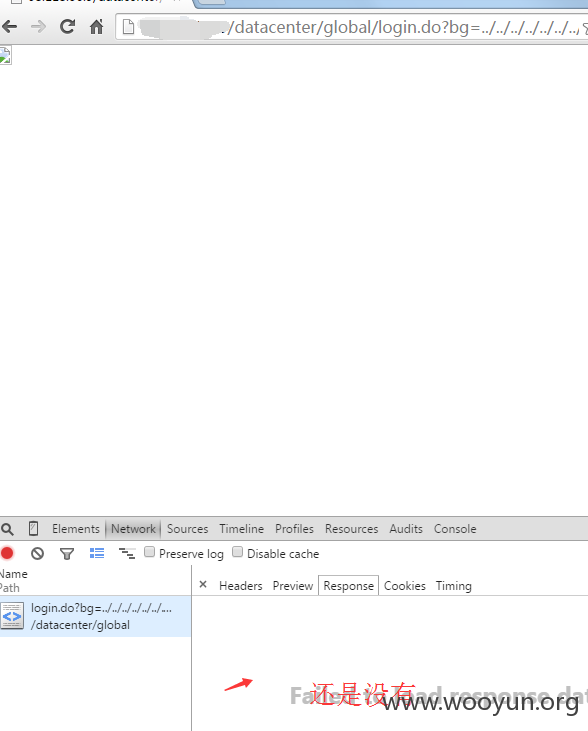 /datacenter/global/login.do?bg=../../../../../../..
Elements Network Sources Timeline Profiles Resources Audits Console
Preserve log Disable cache
Name
Path
× Headers Preview Response Cookies Timing
login.do?bg=../../../../../../...
/datacenter/global
Failed to load response dat
还是没有
www.wooyun.org